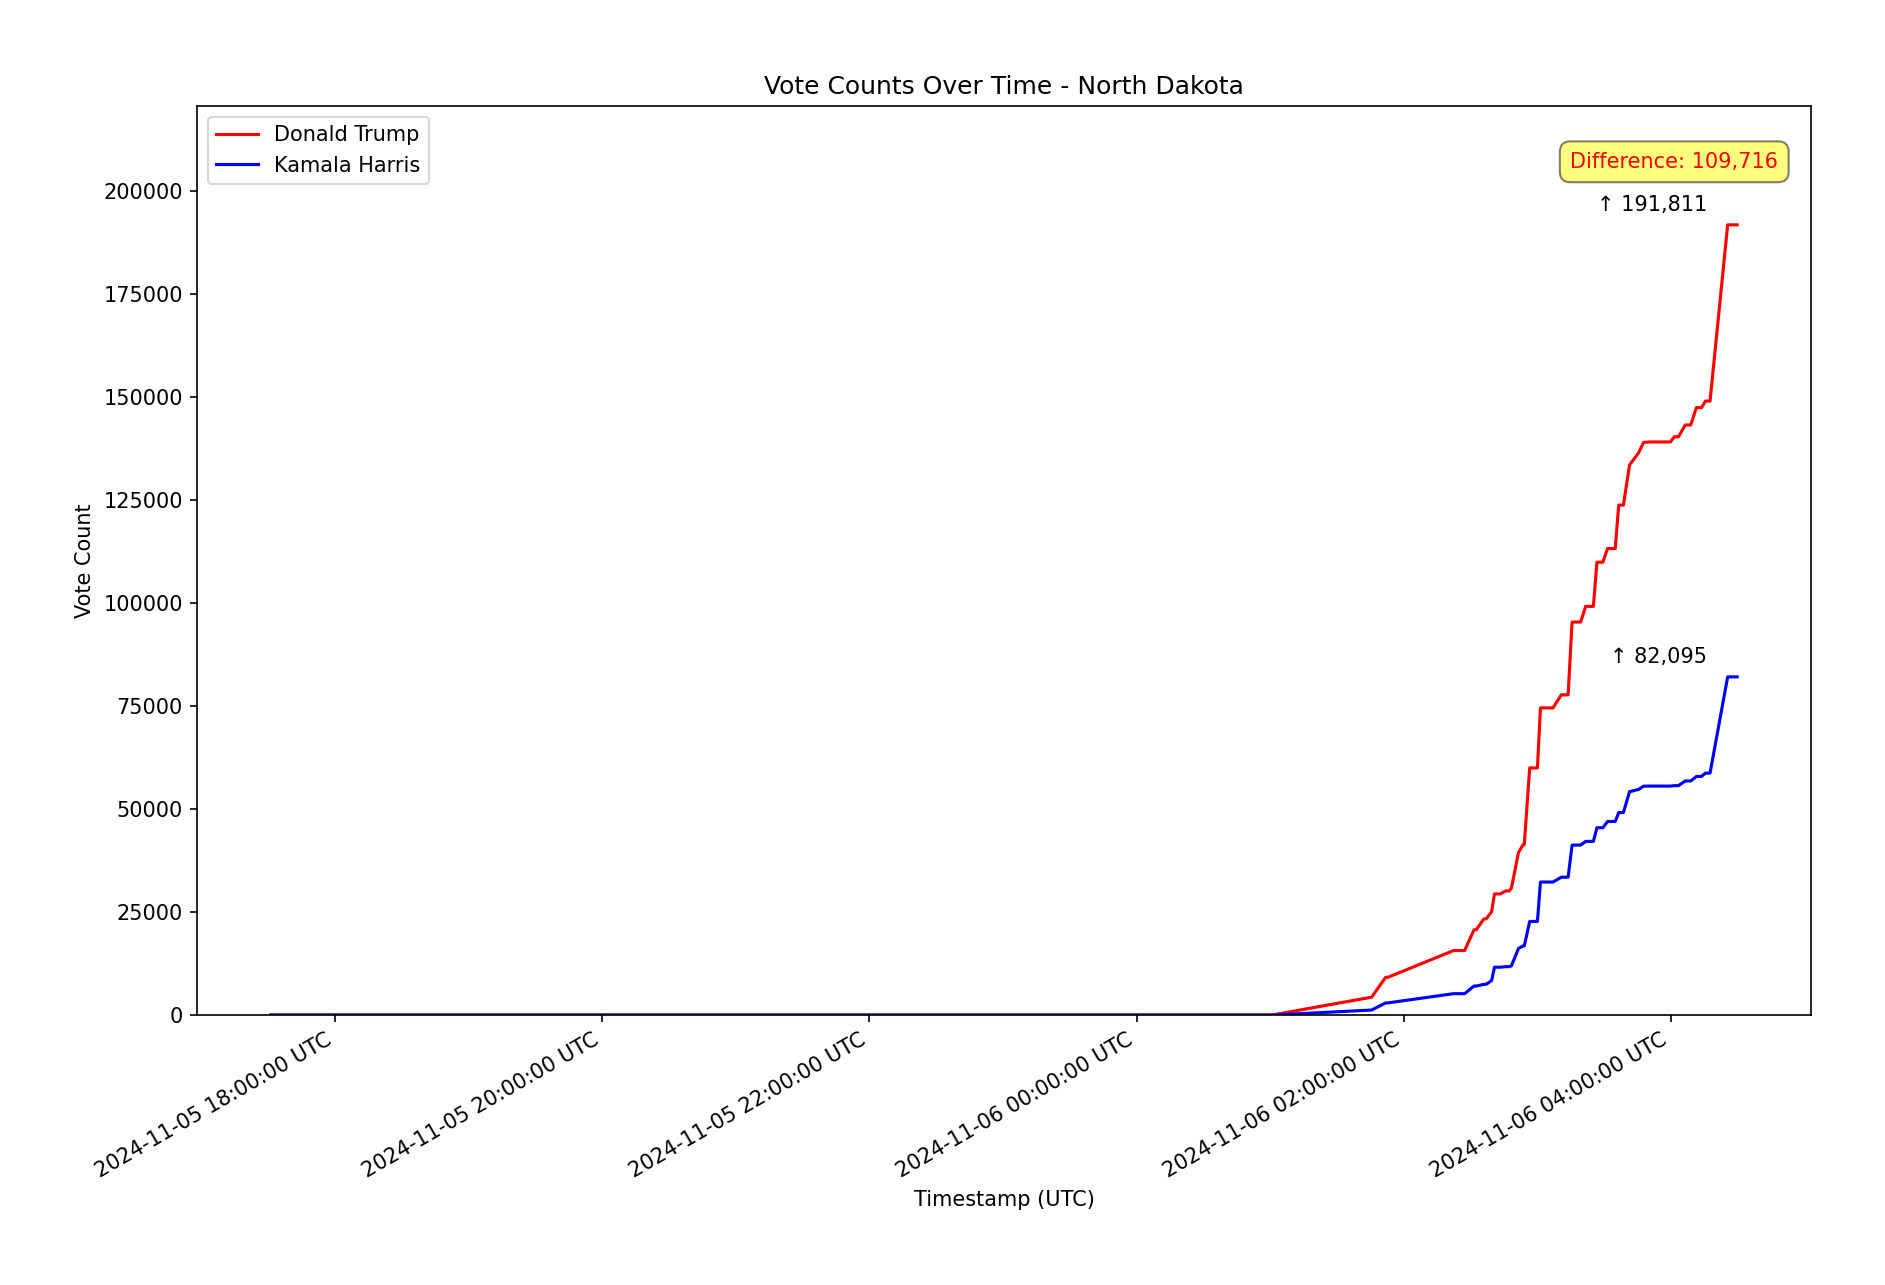 Vote Counts Over Time - North Dakota
Donald Trump
Kamala Harris
Difference: 109,716
↑ 191,811
↑ 82,095
Vote Count
200000
175000
150000
125000
100000
75000
50000
25000
0
2024-11-05 18:00:00 UTC
2024-11-05 20:00:00 UTC
2024-11-05 22:00:00 UTC
2024-11-06 00:00:00 UTC
2024-11-06 02:00:00 UTC
2024-11-06 04:00:00 UTC
Timestamp (UTC)